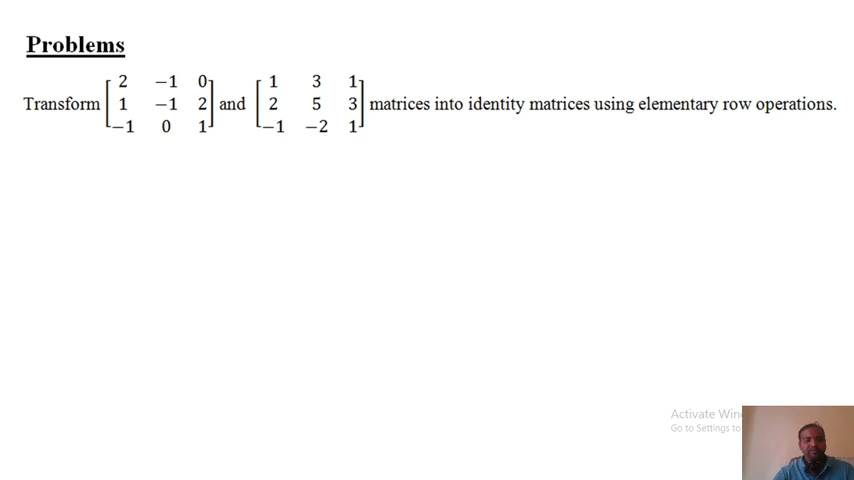 Problems
Transform [2 −1 0; 1 −1 2; −1 0 1] and [1 3 1; 2 5 3; −1 −2 1] matrices into identity matrices using elementary row operations.
Activate
Go to Settings to